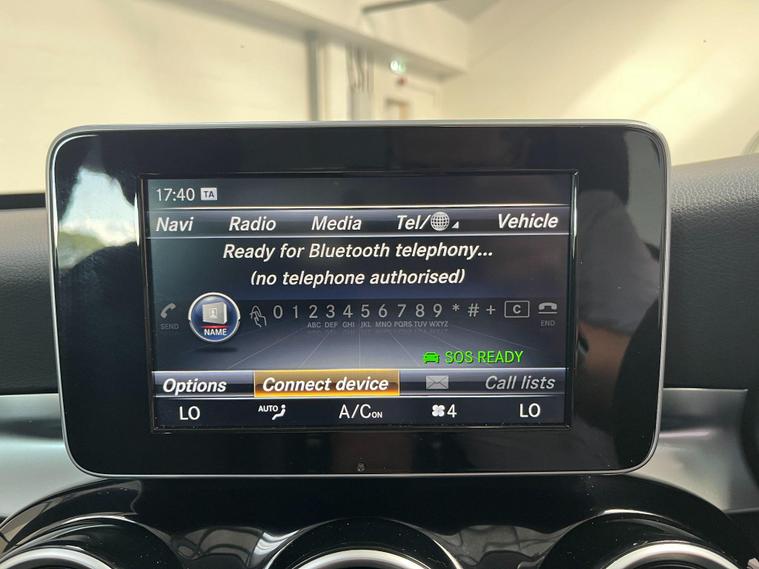 17:40 TA
Navi Radio Media Tel/ Vehicle
Ready for Bluetooth telephony...
(no telephone authorised)
0 1 2 3 4 5 6 7 8 9 * # + C
ABC DEF GHI JKL MNO PQRS TUV WXYZ
SEND NAME END
SOS READY
Options Connect device Call lists
LO AUTO A/C ON 4 LO